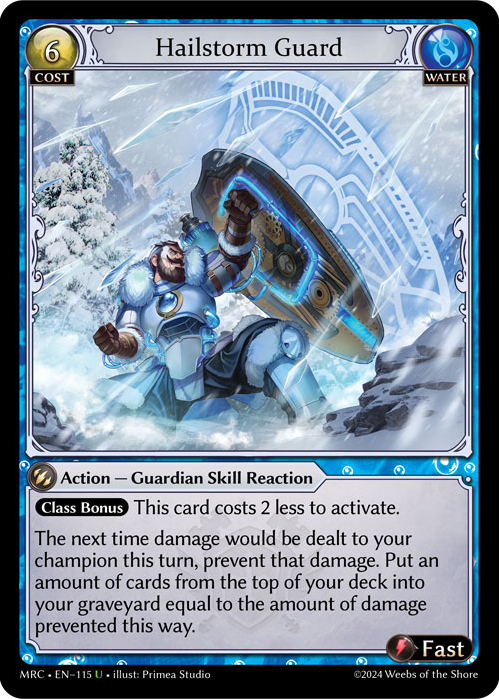 6
Hailstorm Guard
COST
WATER
Action — Guardian Skill Reaction
Class Bonus This card costs 2 less to activate.
The next time damage would be dealt to your
champion this turn, prevent that damage. Put an
amount of cards from the top of your deck into
your graveyard equal to the amount of damage
prevented this way.
Fast
MRC • EN–115 U • illust: Primea Studio
©2024 Weebs of the Shore